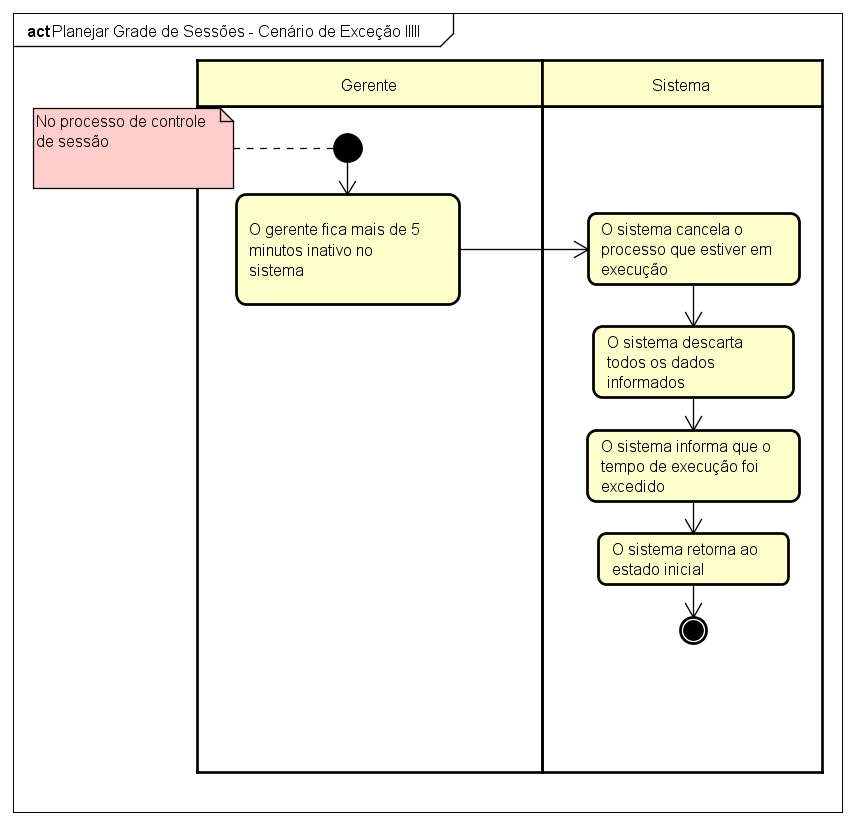 act Planejar Grade de Sessões - Cenário de Exceção IIIII
Gerente
Sistema
No processo de controle
de sessão
O gerente fica mais de 5
minutos inativo no
sistema
O sistema cancela o
processo que estiver em
execução
O sistema descarta
todos os dados
informados
O sistema informa que o
tempo de execução foi
excedido
O sistema retorna ao
estado inicial